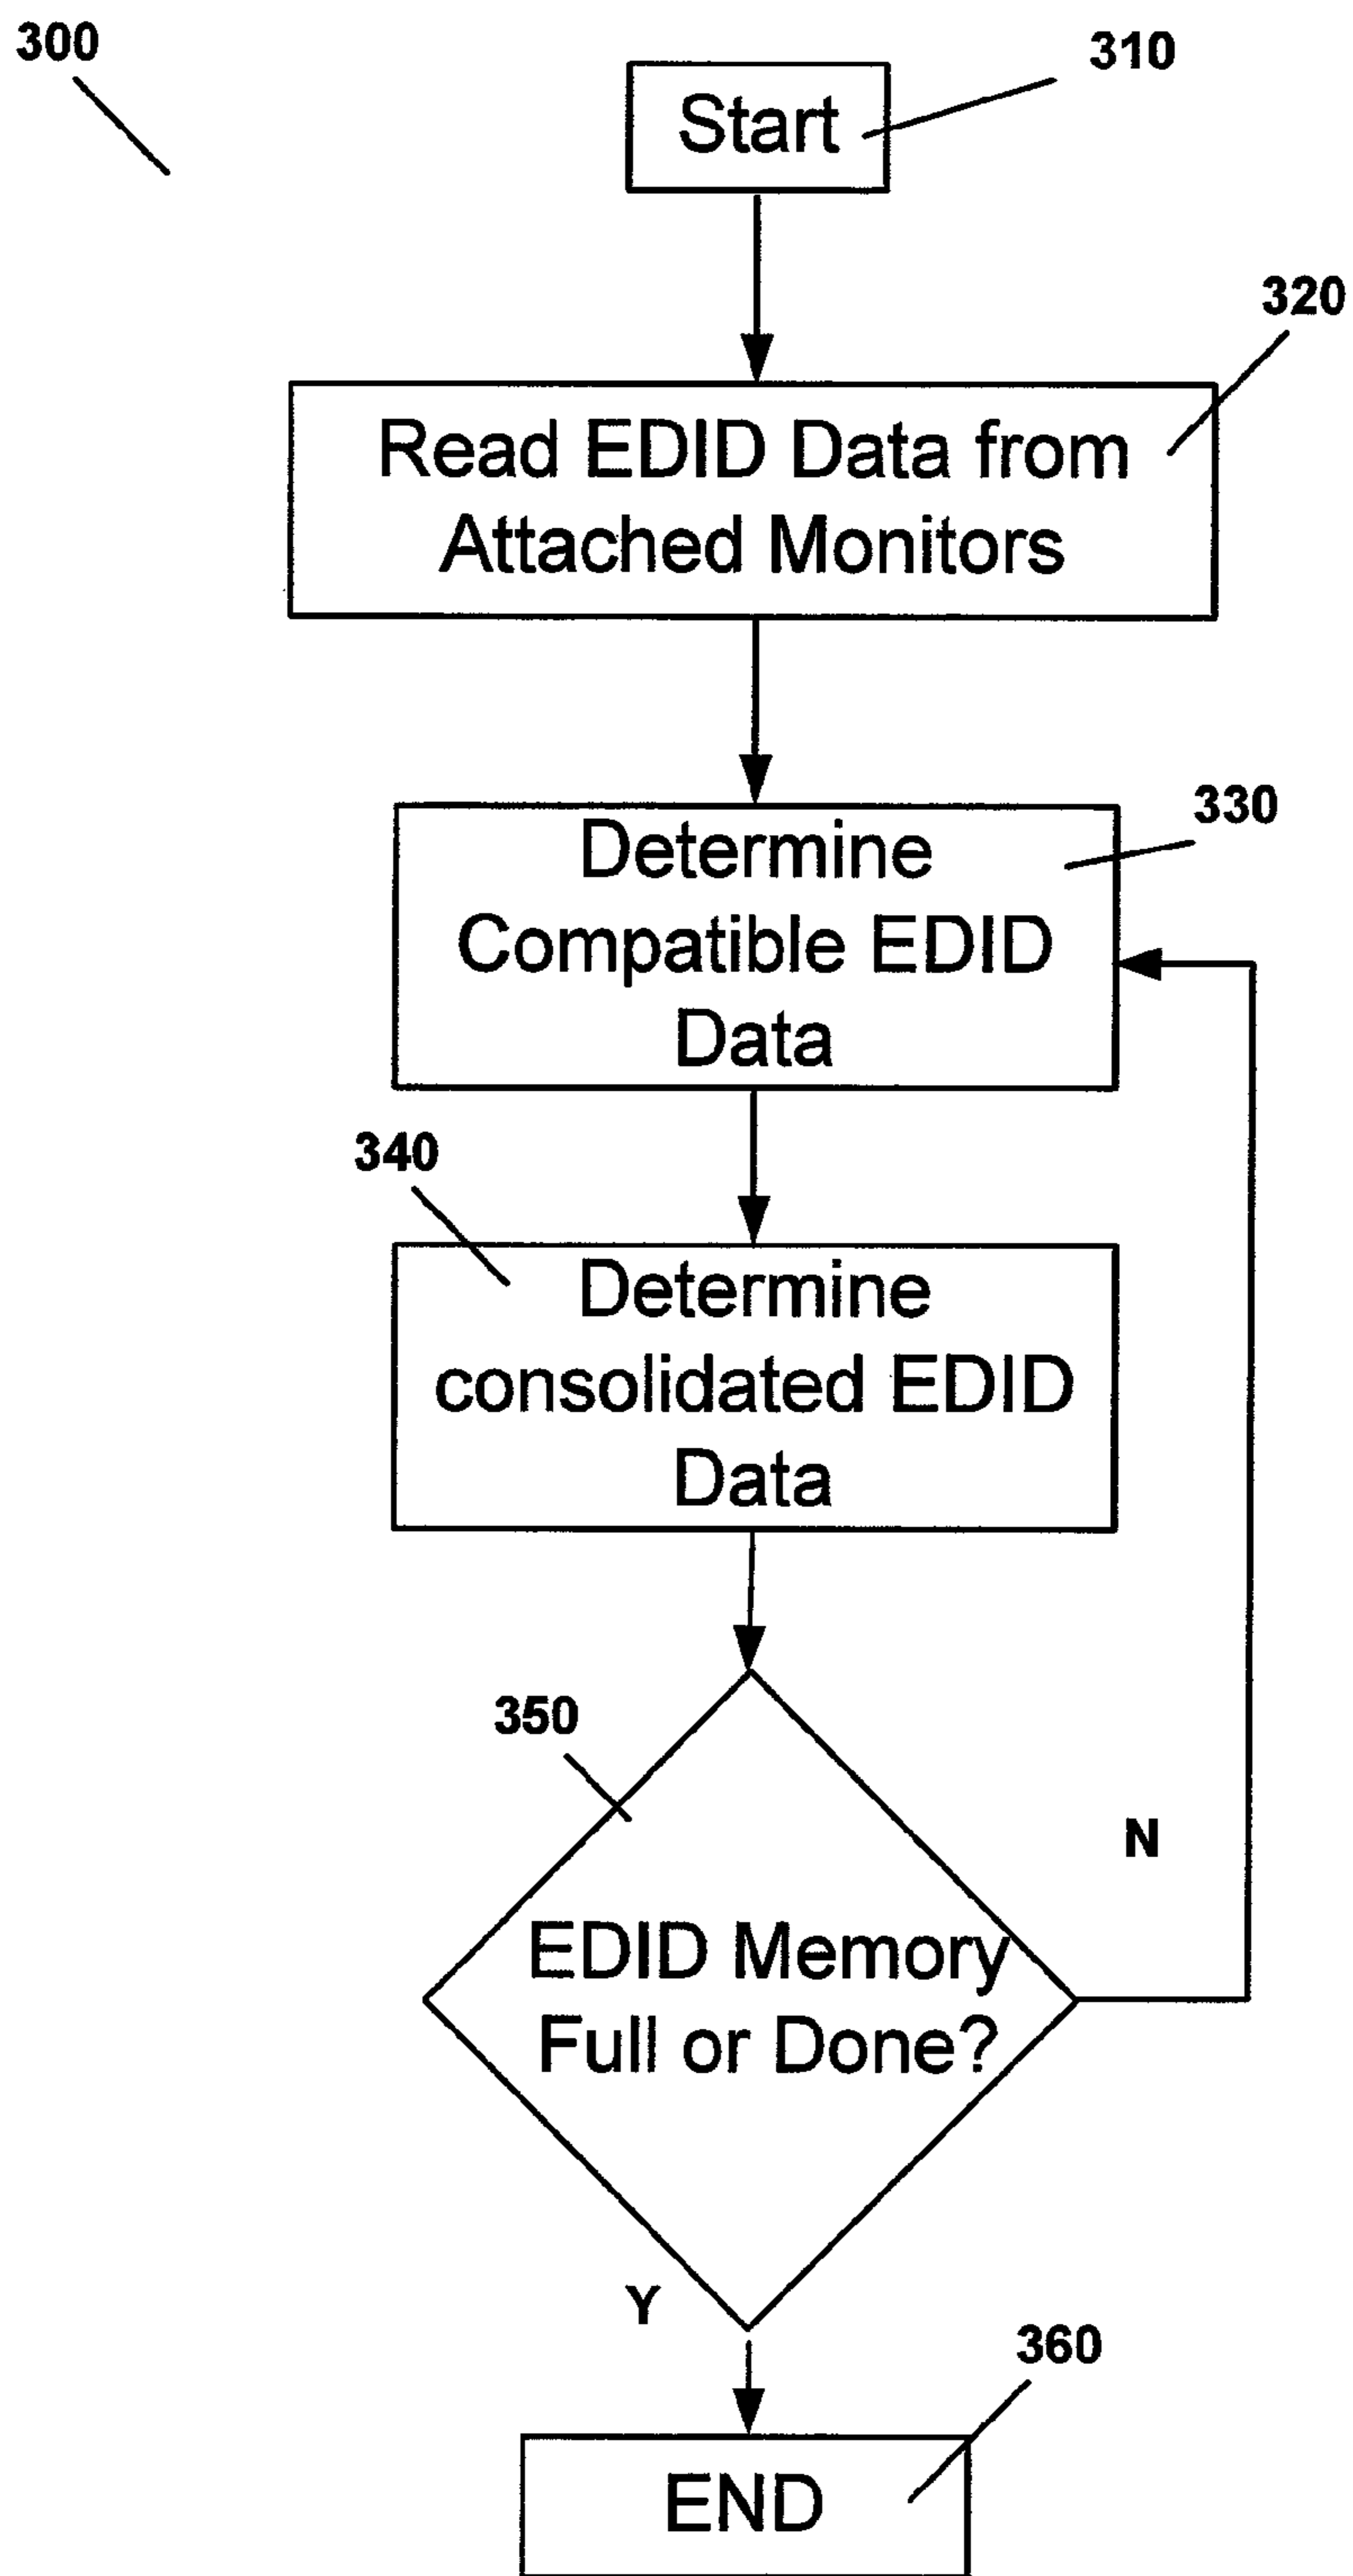 300
310
Start
320
Read EDID Data from
Attached Monitors
330
Determine
Compatible EDID
Data
340
Determine
consolidated EDID
Data
350
N
EDID Memory
Full or Done?
Y
360
END